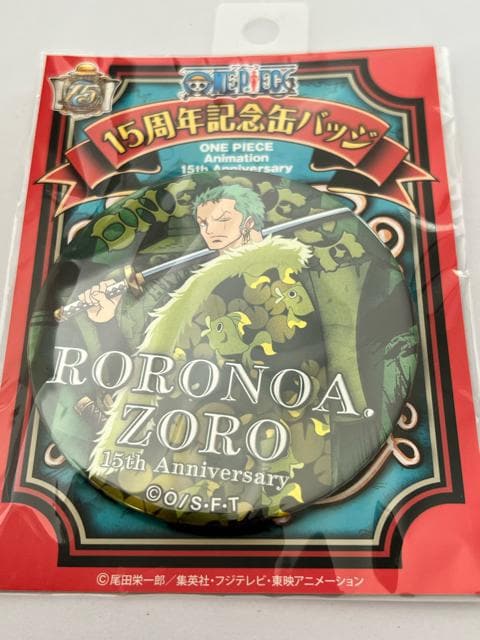 ONE PIECE
15
15周年記念缶バッジ
ONE PIECE
Animation
15th Anniversary
RORONOA.
ZORO
15th Anniversary
©O/S・F・T
©尾田栄一郎／集英社・フジテレビ・東映アニメーション